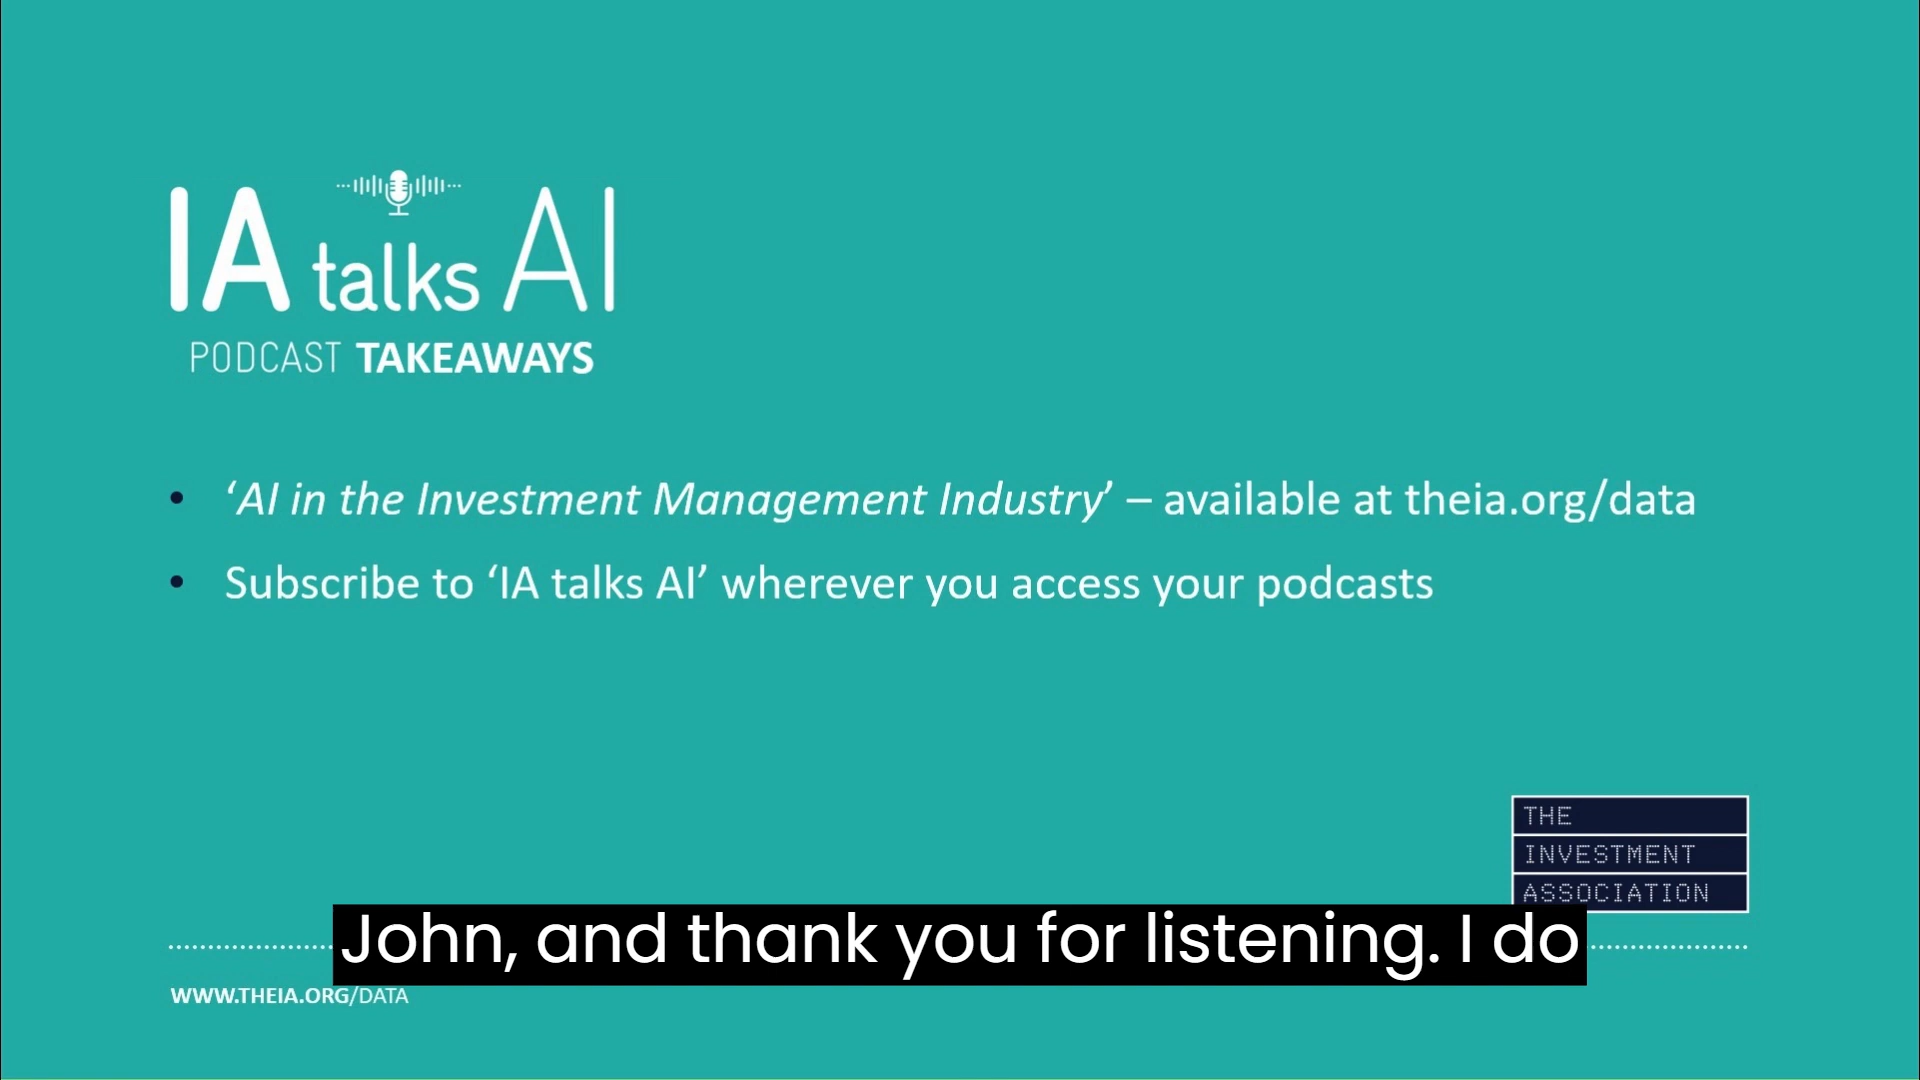 IA talks AI
PODCAST TAKEAWAYS
• ‘AI in the Investment Management Industry’ – available at theia.org/data
• Subscribe to ‘IA talks AI’ wherever you access your podcasts
THE
INVESTMENT
ASSOCIATION
John, and thank you for listening. I do
WWW.THEIA.ORG/DATA